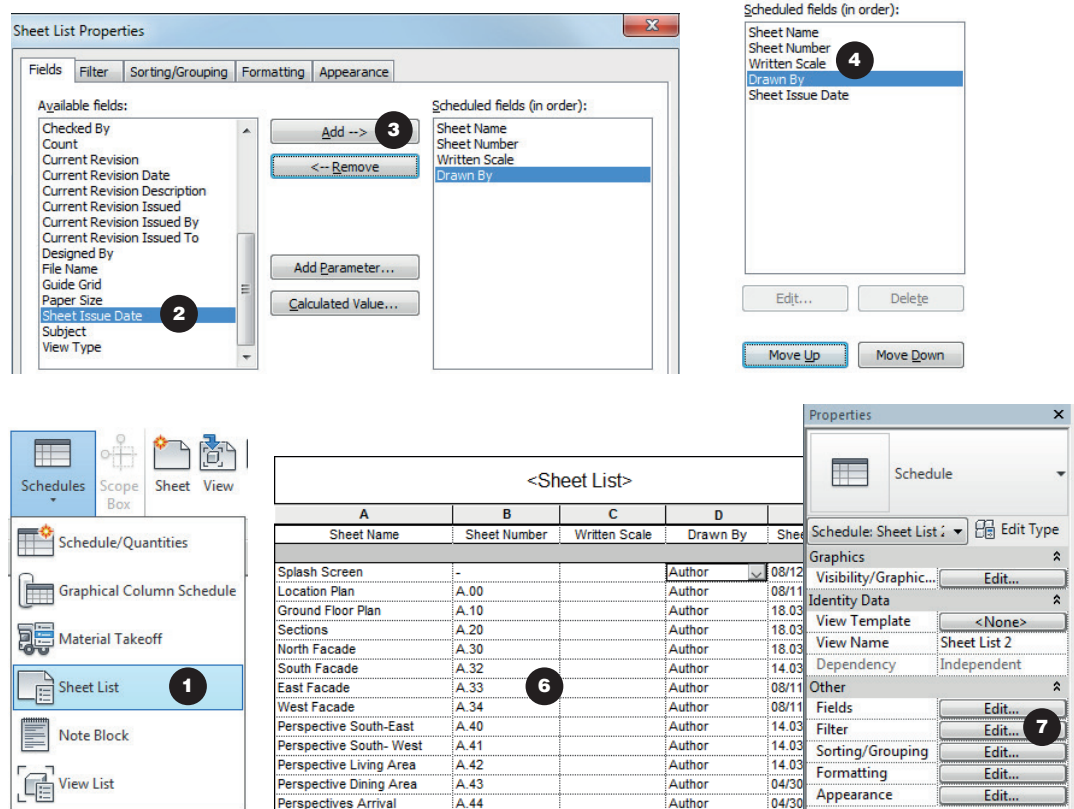 Sheet List Properties
Fields Filter Sorting/Grouping Formatting Appearance
Available fields:
Checked By
Count
Current Revision
Current Revision Date
Current Revision Description
Current Revision Issued
Current Revision Issued By
Current Revision Issued To
Designed By
File Name
Guide Grid
Paper Size
Sheet Issue Date 2
Subject
View Type
Add --> 3
<-- Remove
Add Parameter...
Calculated Value...
Scheduled fields (in order):
Sheet Name
Sheet Number
Written Scale
Drawn By
Scheduled fields (in order):
Sheet Name
Sheet Number
Written Scale 4
Drawn By
Sheet Issue Date
Edit... Delete
Move Up Move Down
Schedules Scope Box Sheet View
Schedule/Quantities
Graphical Column Schedule
Material Takeoff
Sheet List 1
Note Block
View List
<Sheet List>
A B C D
Sheet Name Sheet Number Written Scale Drawn By Shee
Splash Screen - Author 08/12
Location Plan A.00 Author 08/11
Ground Floor Plan A.10 Author 18.03
Sections A.20 Author 18.03
North Facade A.30 Author 18.03
South Facade A.32 Author 14.03
East Facade A.33 6 Author 08/11
West Facade A.34 Author 08/11
Perspective South-East A.40 Author 14.03
Perspective South- West A.41 Author 14.03
Perspective Living Area A.42 Author 14.03
Perspective Dining Area A.43 Author 04/30
Perspectives Arrival A.44 Author 04/30
Properties
Schedule
Schedule: Sheet List 2 Edit Type
Graphics
Visibility/Graphic... Edit...
Identity Data
View Template <None>
View Name Sheet List 2
Dependency Independent
Other
Fields Edit...
Filter Edit... 7
Sorting/Grouping Edit...
Formatting Edit...
Appearance Edit...